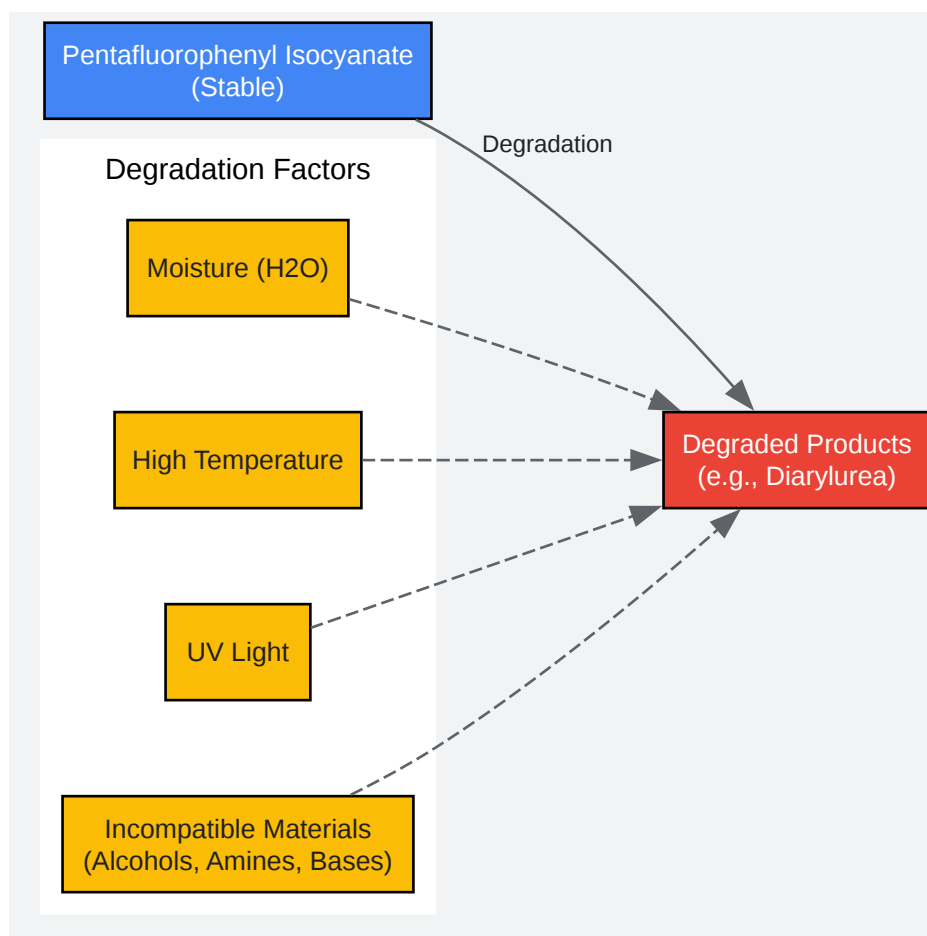 Pentafluorophenyl Isocyanate
(Stable)
Degradation
Degradation Factors
Moisture (H2O)
High Temperature
Degraded Products
(e.g., Diarylurea)
UV Light
Incompatible Materials
(Alcohols, Amines, Bases)